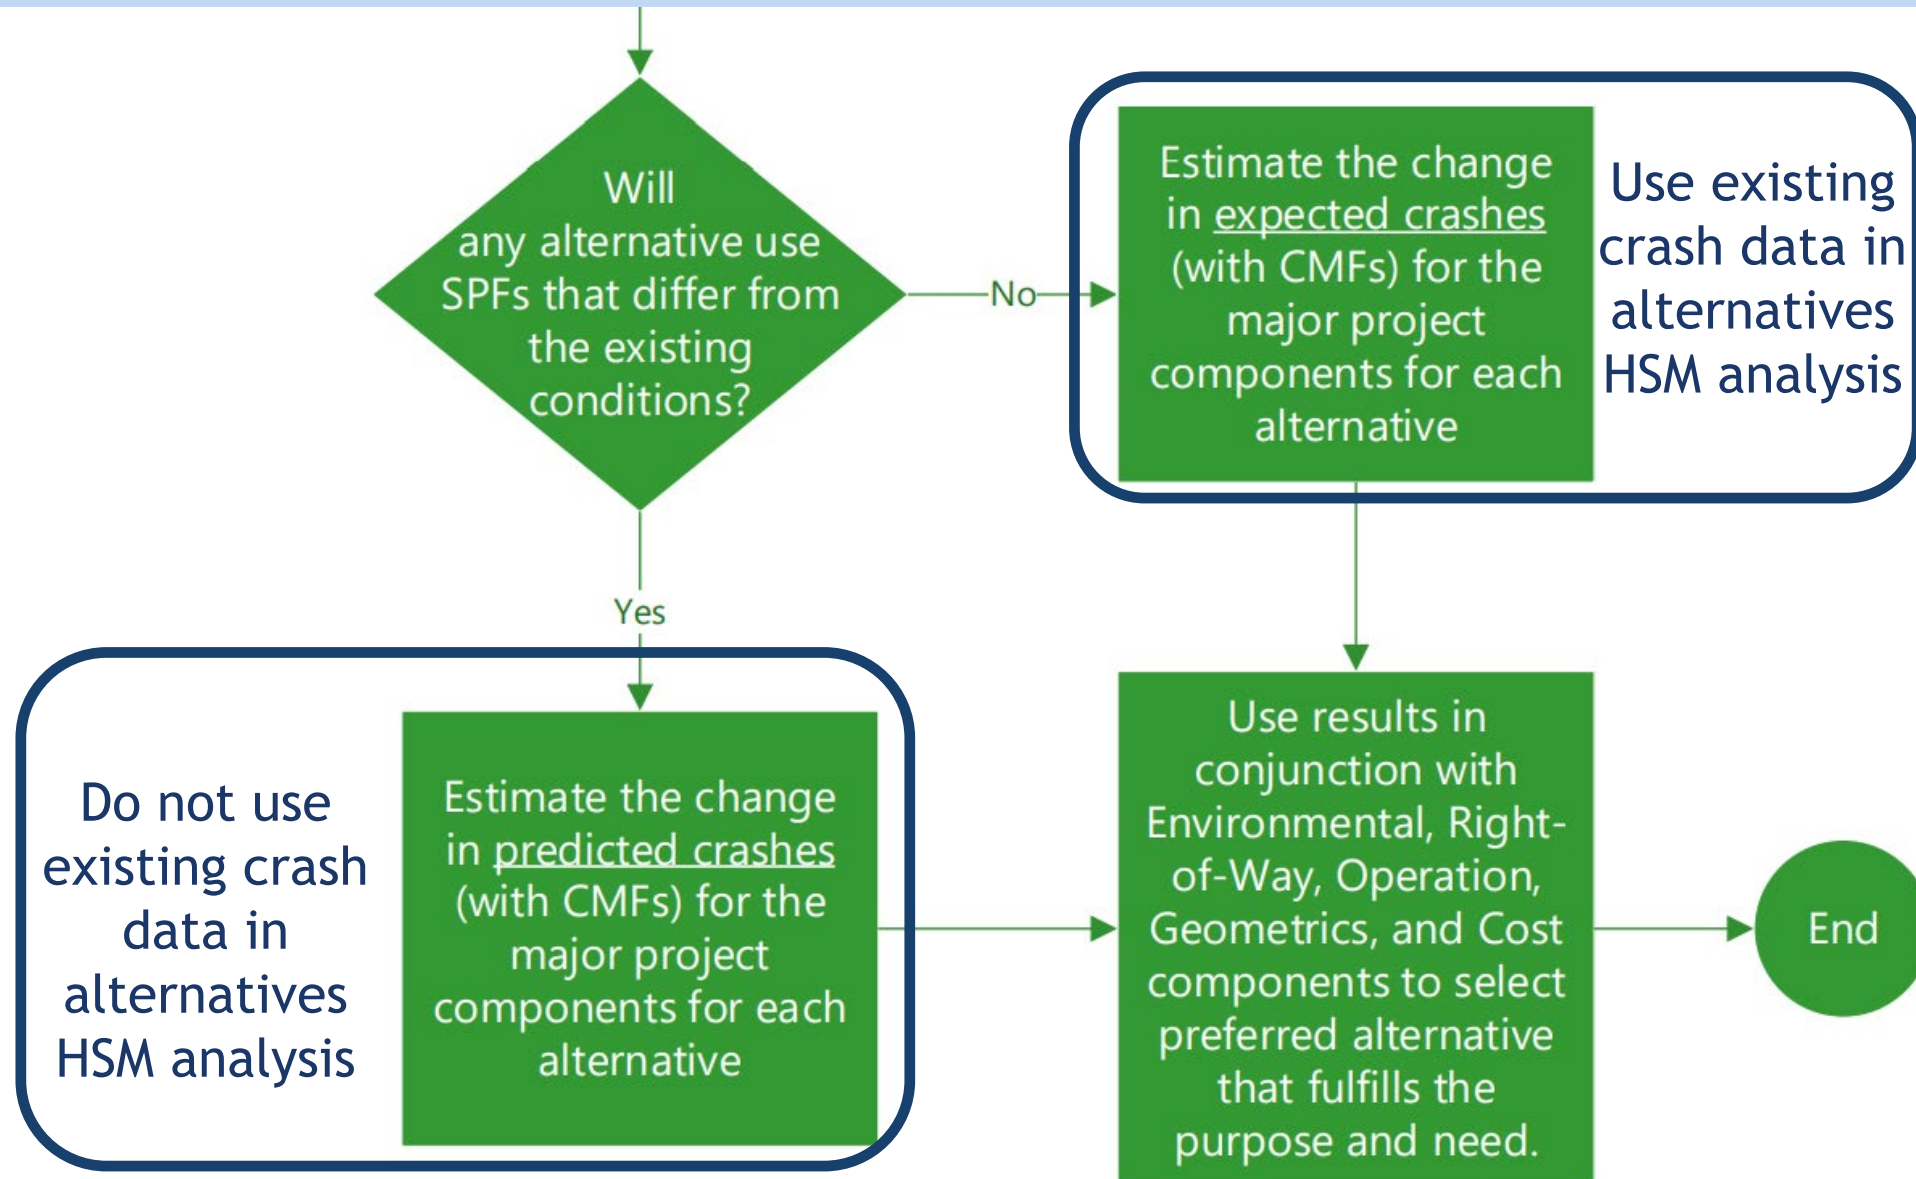 Will
any alternative use
SPFs that differ from
the existing
conditions?
No
Estimate the change
in expected crashes
(with CMFs) for the
major project
components for each
alternative
Use existing
crash data in
alternatives
HSM analysis
Yes
Do not use
existing crash
data in
alternatives
HSM analysis
Estimate the change
in predicted crashes
(with CMFs) for the
major project
components for each
alternative
Use results in
conjunction with
Environmental, Right-
of-Way, Operation,
Geometrics, and Cost
components to select
preferred alternative
that fulfills the
purpose and need.
End